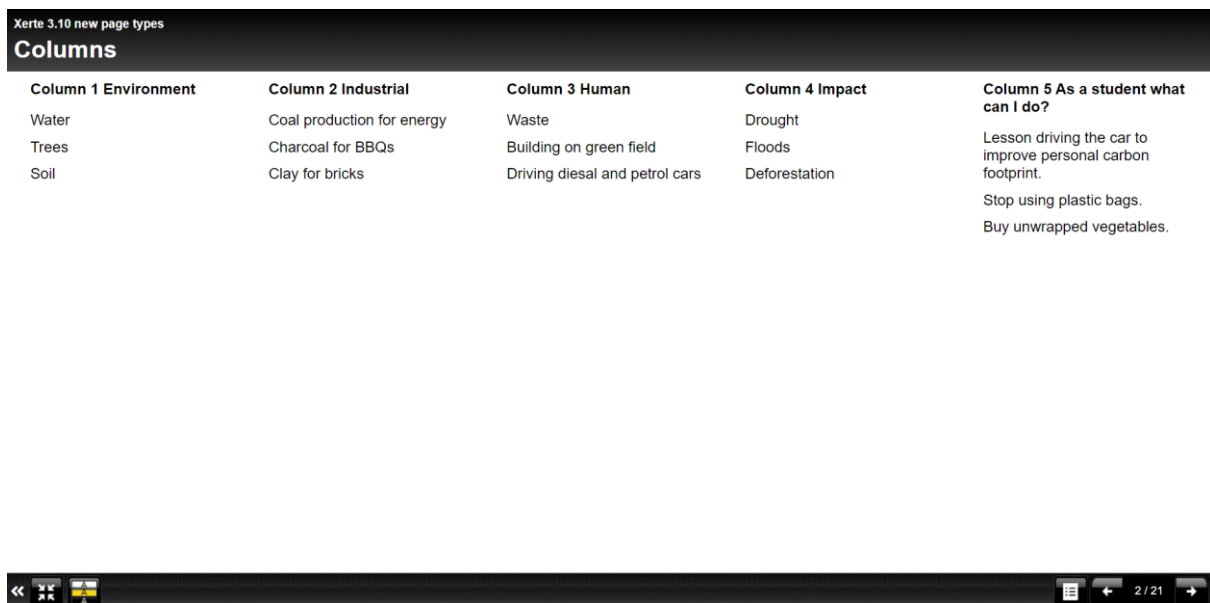 Xerte 3.10 new page types
Columns
Column 1 Environment
Water
Trees
Soil
Column 2 Industrial
Coal production for energy
Charcoal for BBQs
Clay for bricks
Column 3 Human
Waste
Building on green field
Driving diesal and petrol cars
Column 4 Impact
Drought
Floods
Deforestation
Column 5 As a student what
can I do?
Lesson driving the car to
improve personal carbon
footprint.
Stop using plastic bags.
Buy unwrapped vegetables.
2 / 21